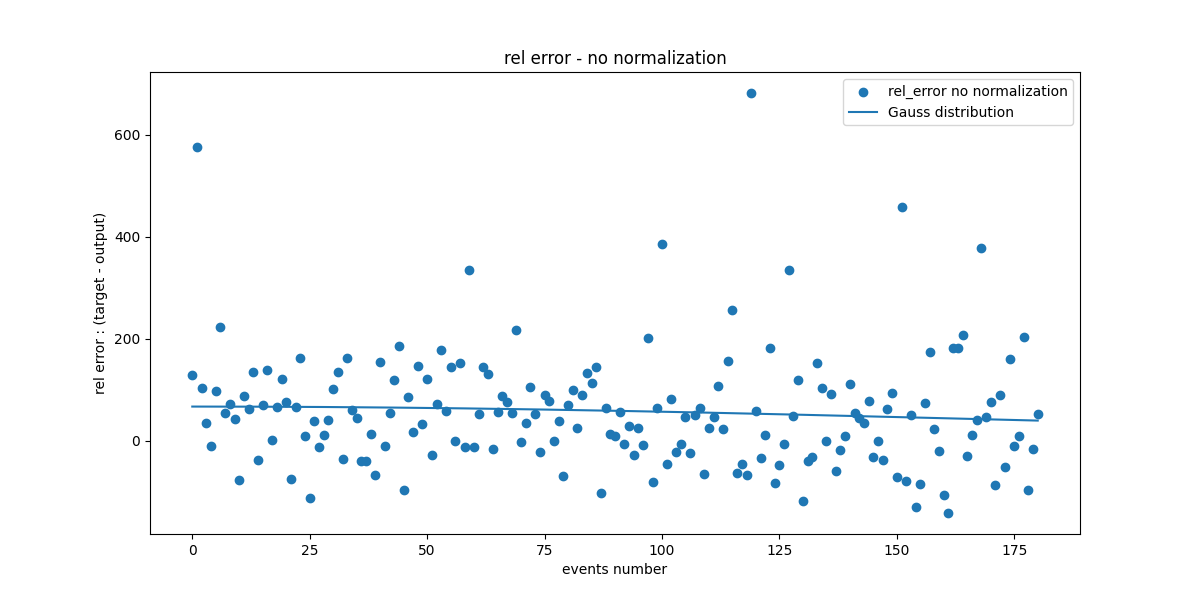 rel error - no normalization
rel_error no normalization
Gauss distribution
rel error : (target - output)
600
400
200
0
0 25 50 75 100 125 150 175
events number